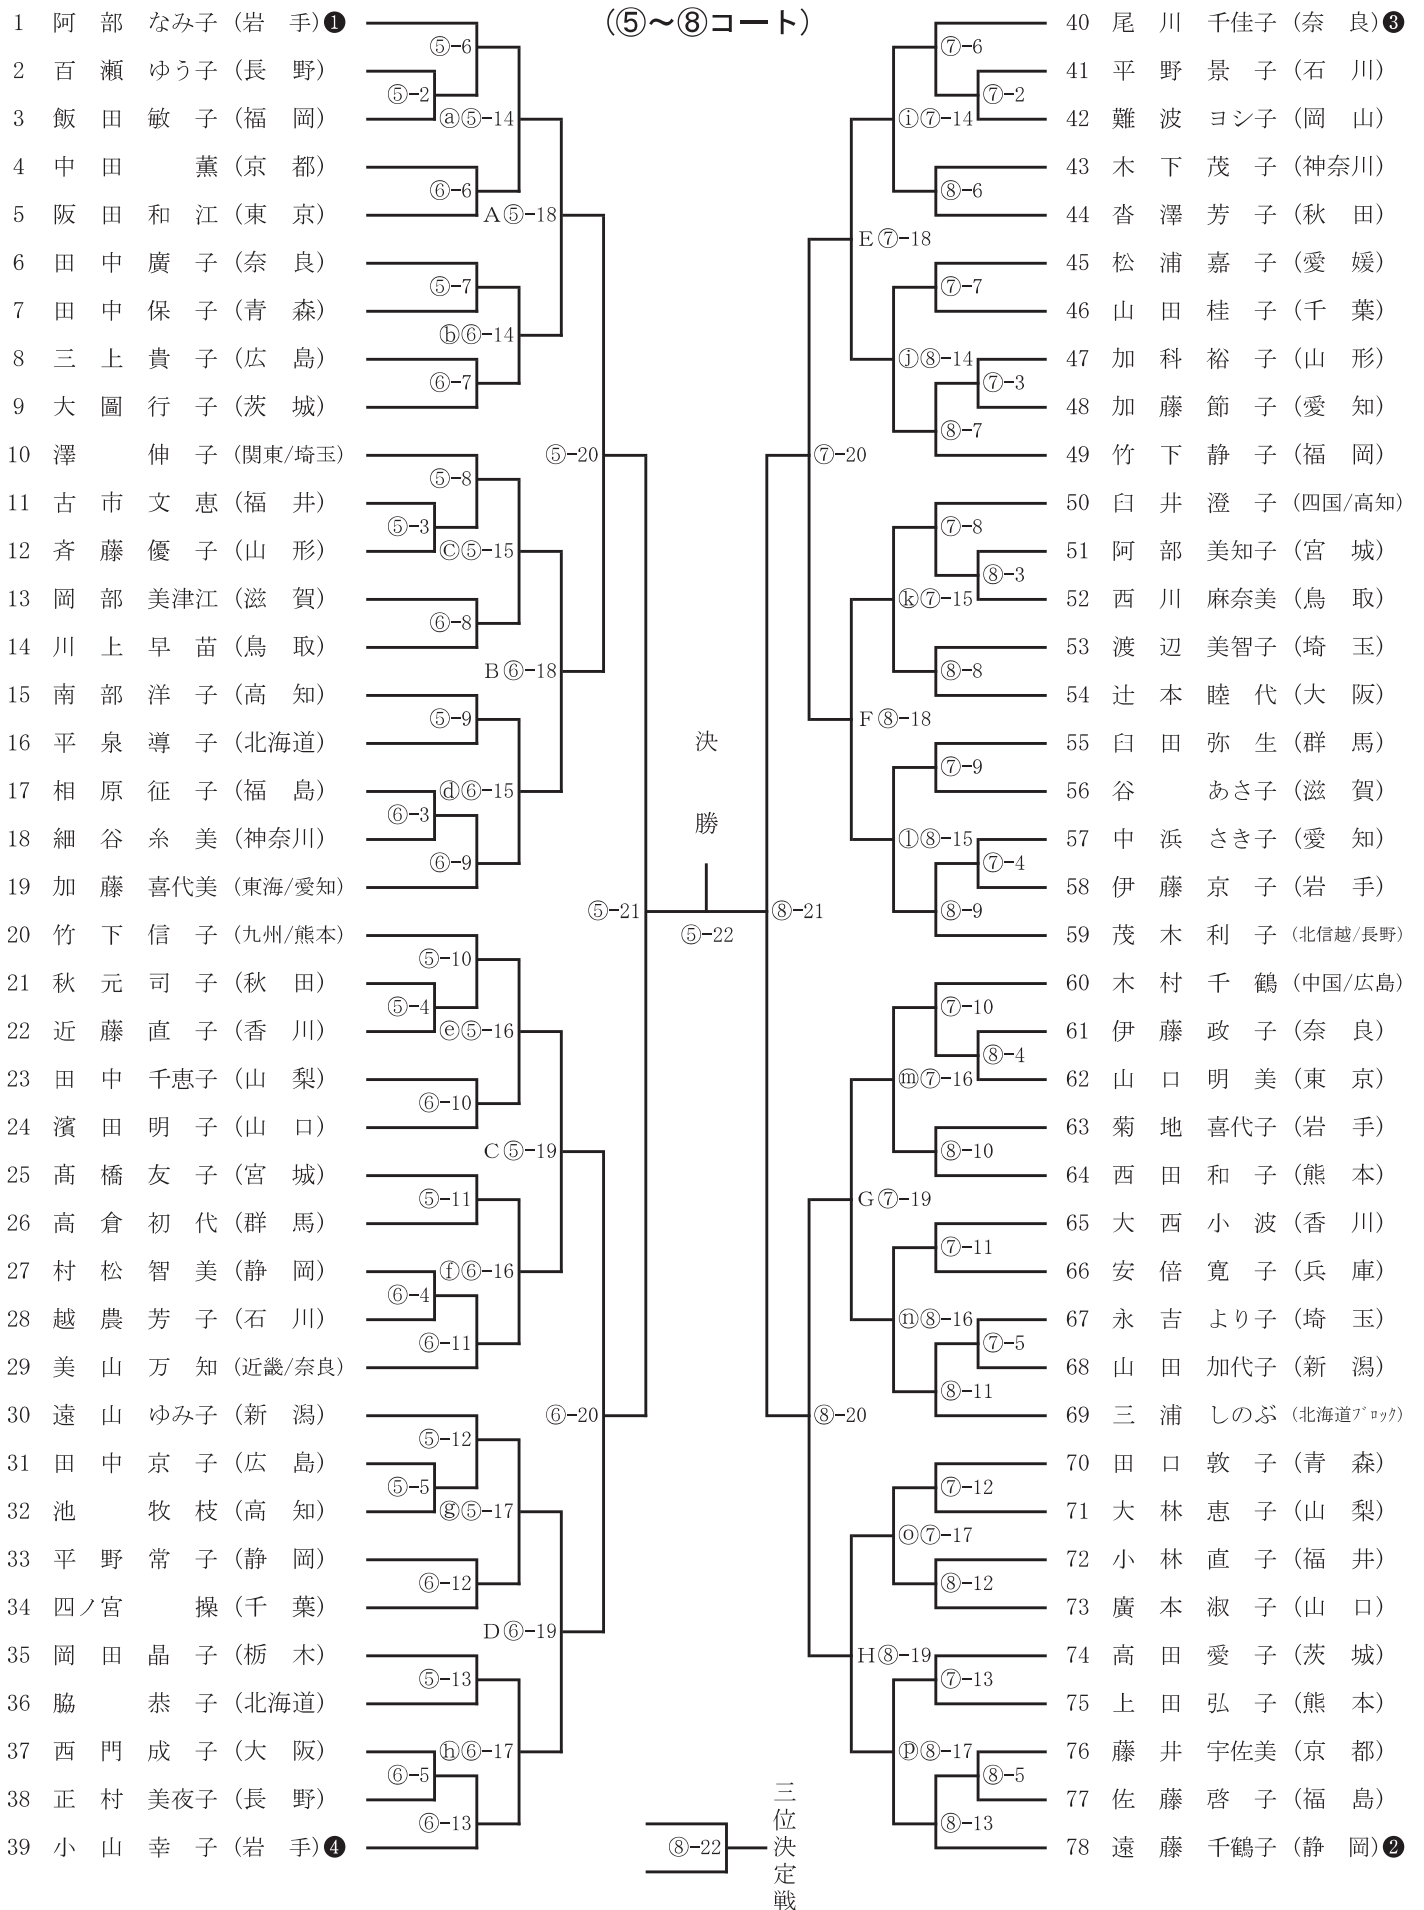 (⑤～⑧コート)
1 阿部 なみ子 (岩手) ❶
2 百瀬 ゆう子 (長野)
3 飯田 敏子 (福岡)
4 中田 薫 (京都)
5 阪田 和江 (東京)
6 田中 廣子 (奈良)
7 田中 保子 (青森)
8 三上 貴子 (広島)
9 大圖 行子 (茨城)
10 澤 伸子 (関東/埼玉)
11 古市 文恵 (福井)
12 斉藤 優子 (山形)
13 岡部 美津江 (滋賀)
14 川上 早苗 (鳥取)
15 南部 洋子 (高知)
16 平泉 導子 (北海道)
17 相原 征子 (福島)
18 細谷 糸美 (神奈川)
19 加藤 喜代美 (東海/愛知)
20 竹下 信子 (九州/熊本)
21 秋元 司子 (秋田)
22 近藤 直子 (香川)
23 田中 千恵子 (山梨)
24 濱田 明子 (山口)
25 髙橋 友子 (宮城)
26 高倉 初代 (群馬)
27 村松 智美 (静岡)
28 越農 芳子 (石川)
29 美山 万知 (近畿/奈良)
30 遠山 ゆみ子 (新潟)
31 田中 京子 (広島)
32 池 牧枝 (高知)
33 平野 常子 (静岡)
34 四ノ宮 操 (千葉)
35 岡田 晶子 (栃木)
36 脇 恭子 (北海道)
37 西門 成子 (大阪)
38 正村 美夜子 (長野)
39 小山 幸子 (岩手) ❹
⑤-6
⑤-2
ⓐ⑤-14
⑥-6
A⑤-18
⑤-7
ⓑ⑥-14
⑥-7
⑤-20
⑤-8
⑤-3
ⓒ⑤-15
⑥-8
B⑥-18
⑤-9
ⓓ⑥-15
⑥-3
⑥-9
⑤-21
⑤-10
⑤-4
ⓔ⑤-16
⑥-10
C⑤-19
⑤-11
ⓕ⑥-16
⑥-4
⑥-11
⑥-20
⑤-12
⑤-5
ⓖ⑤-17
⑥-12
D⑥-19
⑤-13
ⓗ⑥-17
⑥-5
⑥-13
決勝
⑤-22
⑧-22
三位決定戦
⑦-6
⑦-2
ⓘ⑦-14
⑧-6
E⑦-18
⑦-7
ⓙ⑧-14
⑦-3
⑧-7
⑦-20
⑦-8
⑧-3
ⓚ⑦-15
⑧-8
F⑧-18
⑦-9
ⓛ⑧-15
⑦-4
⑧-9
⑧-21
⑦-10
⑧-4
ⓜ⑦-16
⑧-10
G⑦-19
⑦-11
ⓝ⑧-16
⑦-5
⑧-11
⑧-20
⑦-12
ⓞ⑦-17
⑧-12
H⑧-19
⑦-13
ⓟ⑧-17
⑧-5
⑧-13
40 尾川 千佳子 (奈良) ❸
41 平野 景子 (石川)
42 難波 ヨシ子 (岡山)
43 木下 茂子 (神奈川)
44 沓澤 芳子 (秋田)
45 松浦 嘉子 (愛媛)
46 山田 桂子 (千葉)
47 加科 裕子 (山形)
48 加藤 節子 (愛知)
49 竹下 静子 (福岡)
50 臼井 澄子 (四国/高知)
51 阿部 美知子 (宮城)
52 西川 麻奈美 (鳥取)
53 渡辺 美智子 (埼玉)
54 辻本 睦代 (大阪)
55 臼田 弥生 (群馬)
56 谷 あさ子 (滋賀)
57 中浜 さき子 (愛知)
58 伊藤 京子 (岩手)
59 茂木 利子 (北信越/長野)
60 木村 千鶴 (中国/広島)
61 伊藤 政子 (奈良)
62 山口 明美 (東京)
63 菊地 喜代子 (岩手)
64 西田 和子 (熊本)
65 大西 小波 (香川)
66 安倍 寛子 (兵庫)
67 永吉 より子 (埼玉)
68 山田 加代子 (新潟)
69 三浦 しのぶ (北海道ブロック)
70 田口 敦子 (青森)
71 大林 恵子 (山梨)
72 小林 直子 (福井)
73 廣本 淑子 (山口)
74 高田 愛子 (茨城)
75 上田 弘子 (熊本)
76 藤井 宇佐美 (京都)
77 佐藤 啓子 (福島)
78 遠藤 千鶴子 (静岡) ❷